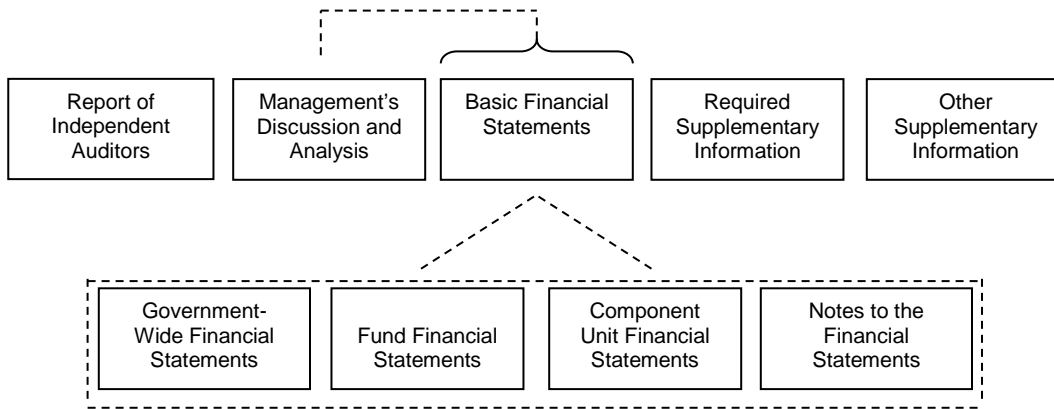 Report of
Independent
Auditors
Management’s
Discussion and
Analysis
Basic Financial
Statements
Required
Supplementary
Information
Other
Supplementary
Information
Government-
Wide Financial
Statements
Fund Financial
Statements
Component
Unit Financial
Statements
Notes to the
Financial
Statements